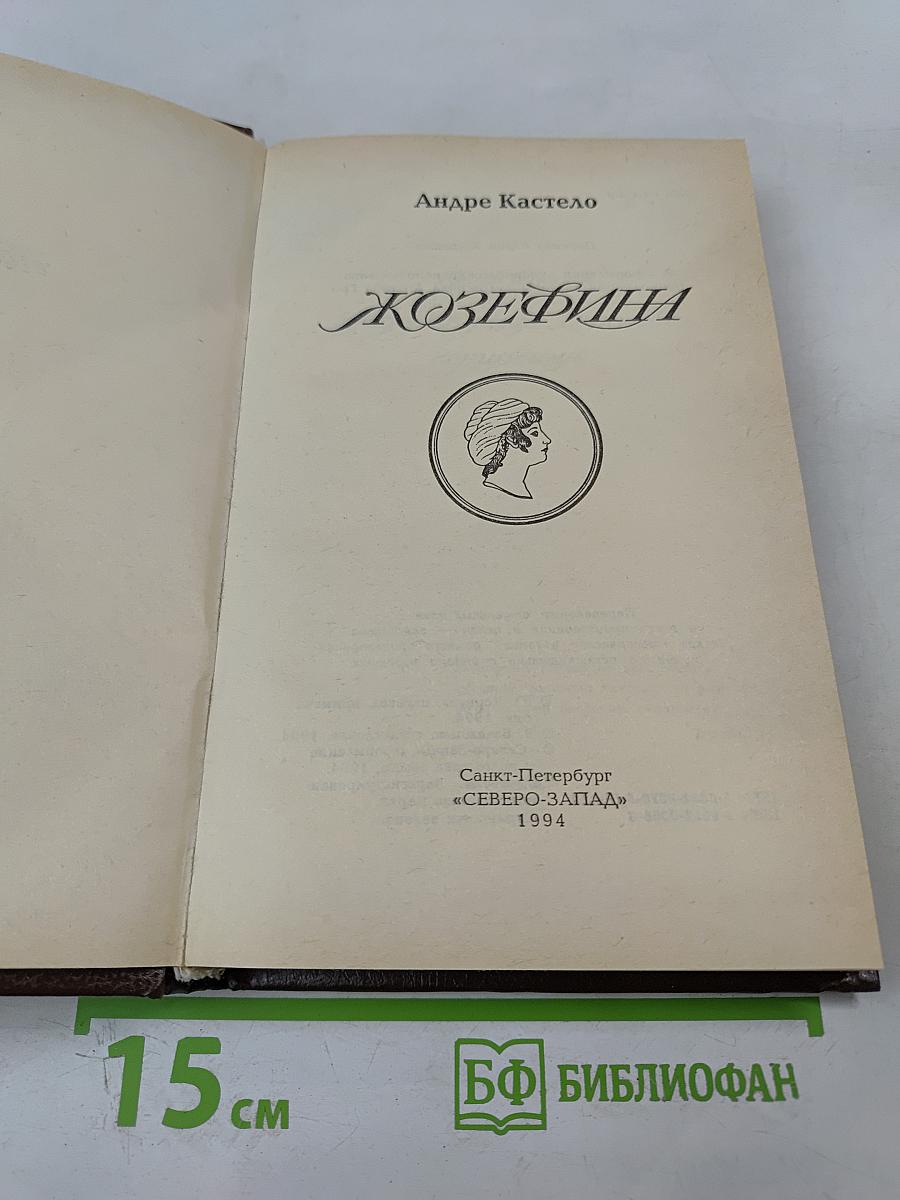 Андре Кастело
ЖОЗЕФИНА
Санкт-Петербург
«СЕВЕРО-ЗАПАД»
1994
15 см
БФ БИБЛИОФАН